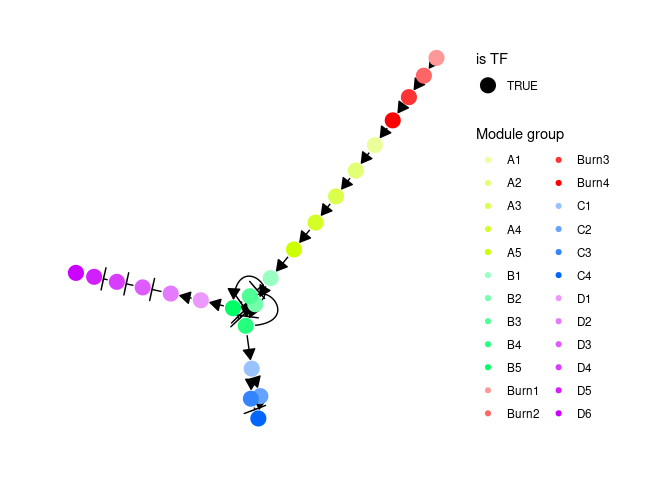 is TF
TRUE
Module group
A1
A2
A3
A4
A5
B1
B2
B3
B4
B5
Burn1
Burn2
Burn3
Burn4
C1
C2
C3
C4
D1
D2
D3
D4
D5
D6